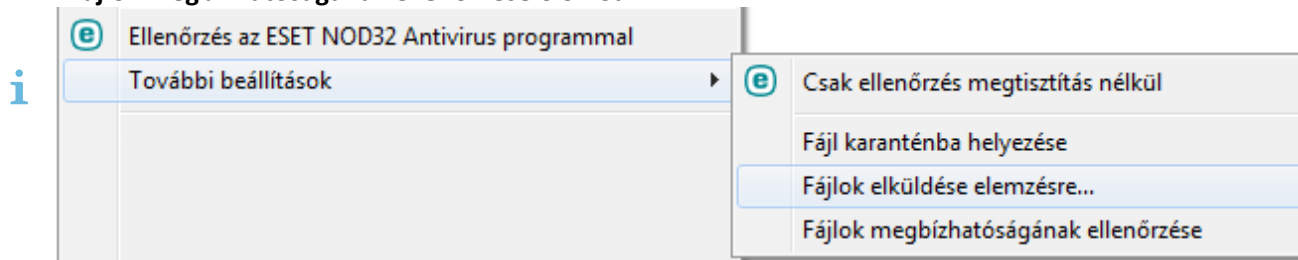 Ellenőrzés az ESET NOD32 Antivirus programmal
További beállítások
Csak ellenőrzés megtisztítás nélkül
Fájl karanténba helyezése
Fájlok elküldése elemzésre...
Fájlok megbízhatóságának ellenőrzése